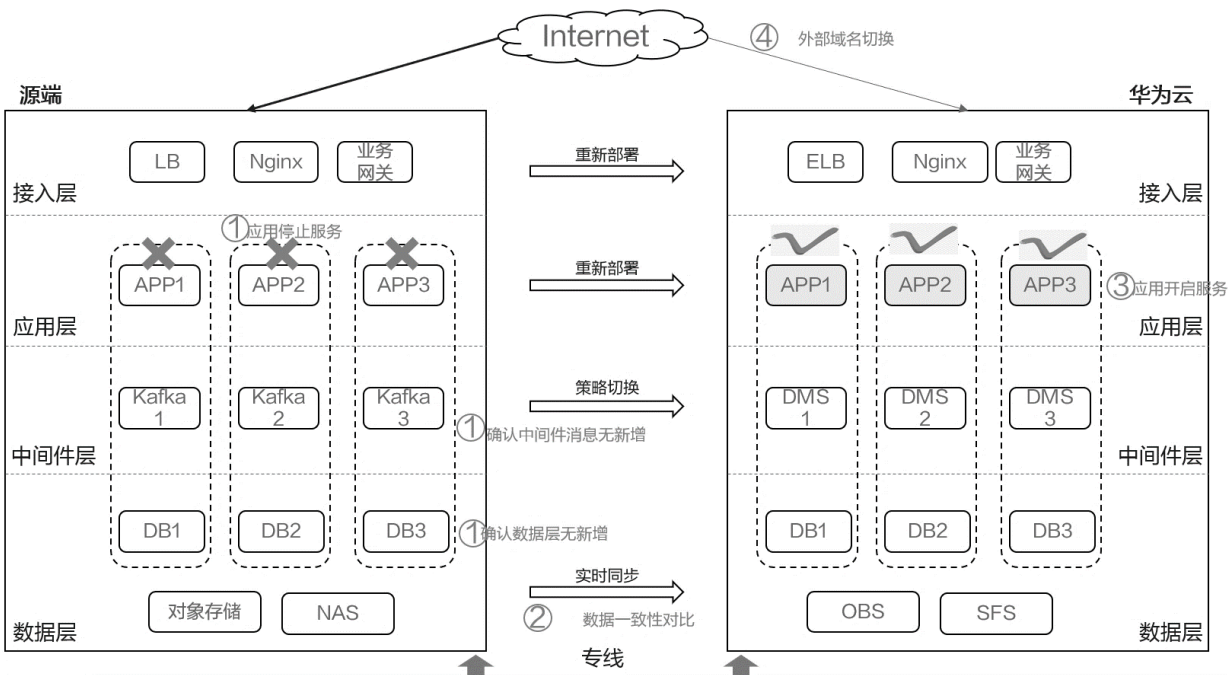 Internet
④ 外部域名切换
源端
华为云
LB
Nginx
业务
网关
接入层
重新部署
ELB
Nginx
业务
网关
接入层
①应用停止服务
APP1
APP2
APP3
应用层
重新部署
APP1
APP2
APP3
③应用开启服务
应用层
Kafka
1
Kafka
2
Kafka
3
①确认中间件消息无新增
中间件层
策略切换
DMS
1
DMS
2
DMS
3
中间件层
DB1
DB2
DB3
①确认数据层无新增
对象存储
NAS
数据层
实时同步
② 数据一致性对比
专线
DB1
DB2
DB3
OBS
SFS
数据层